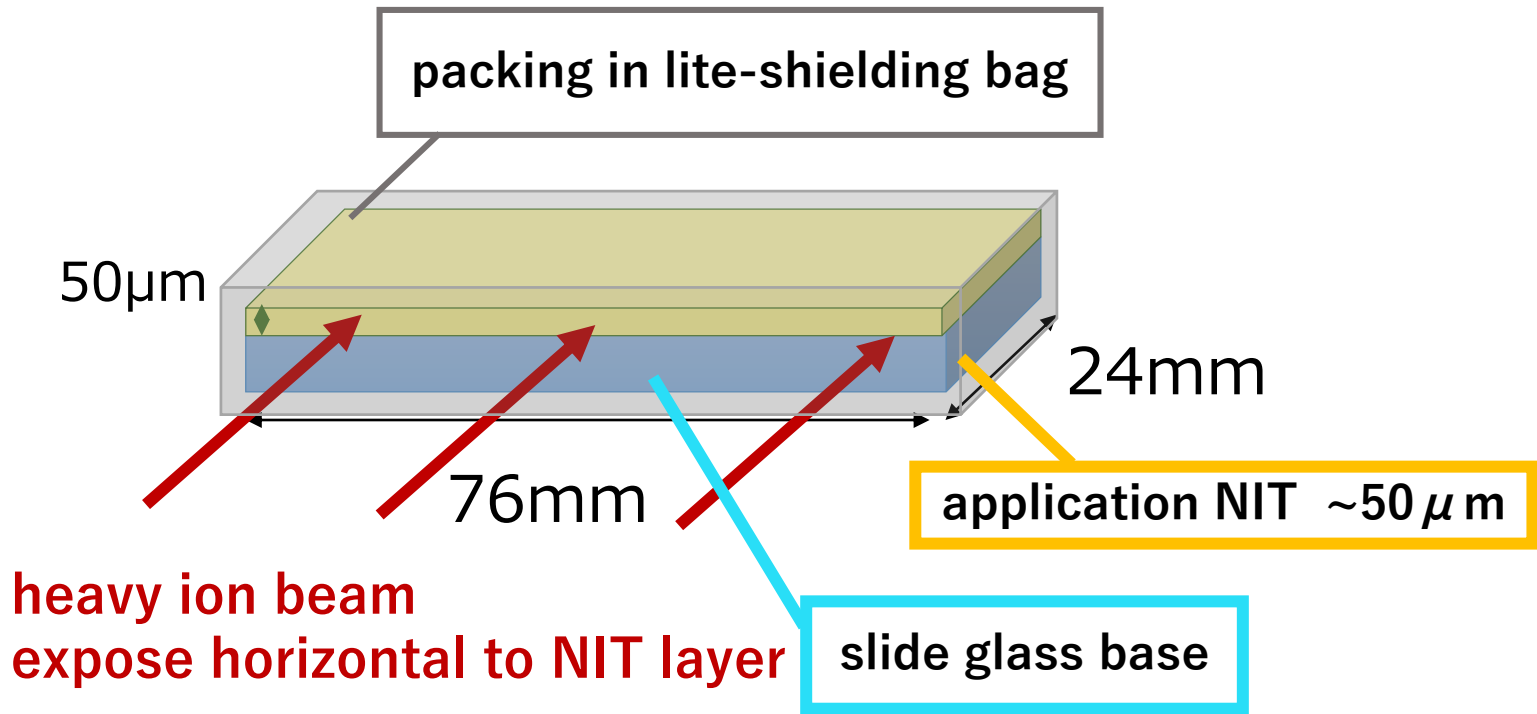 packing in lite-shielding bag
50μm
24mm
76mm
application NIT ~50μm
heavy ion beam
expose horizontal to NIT layer
slide glass base